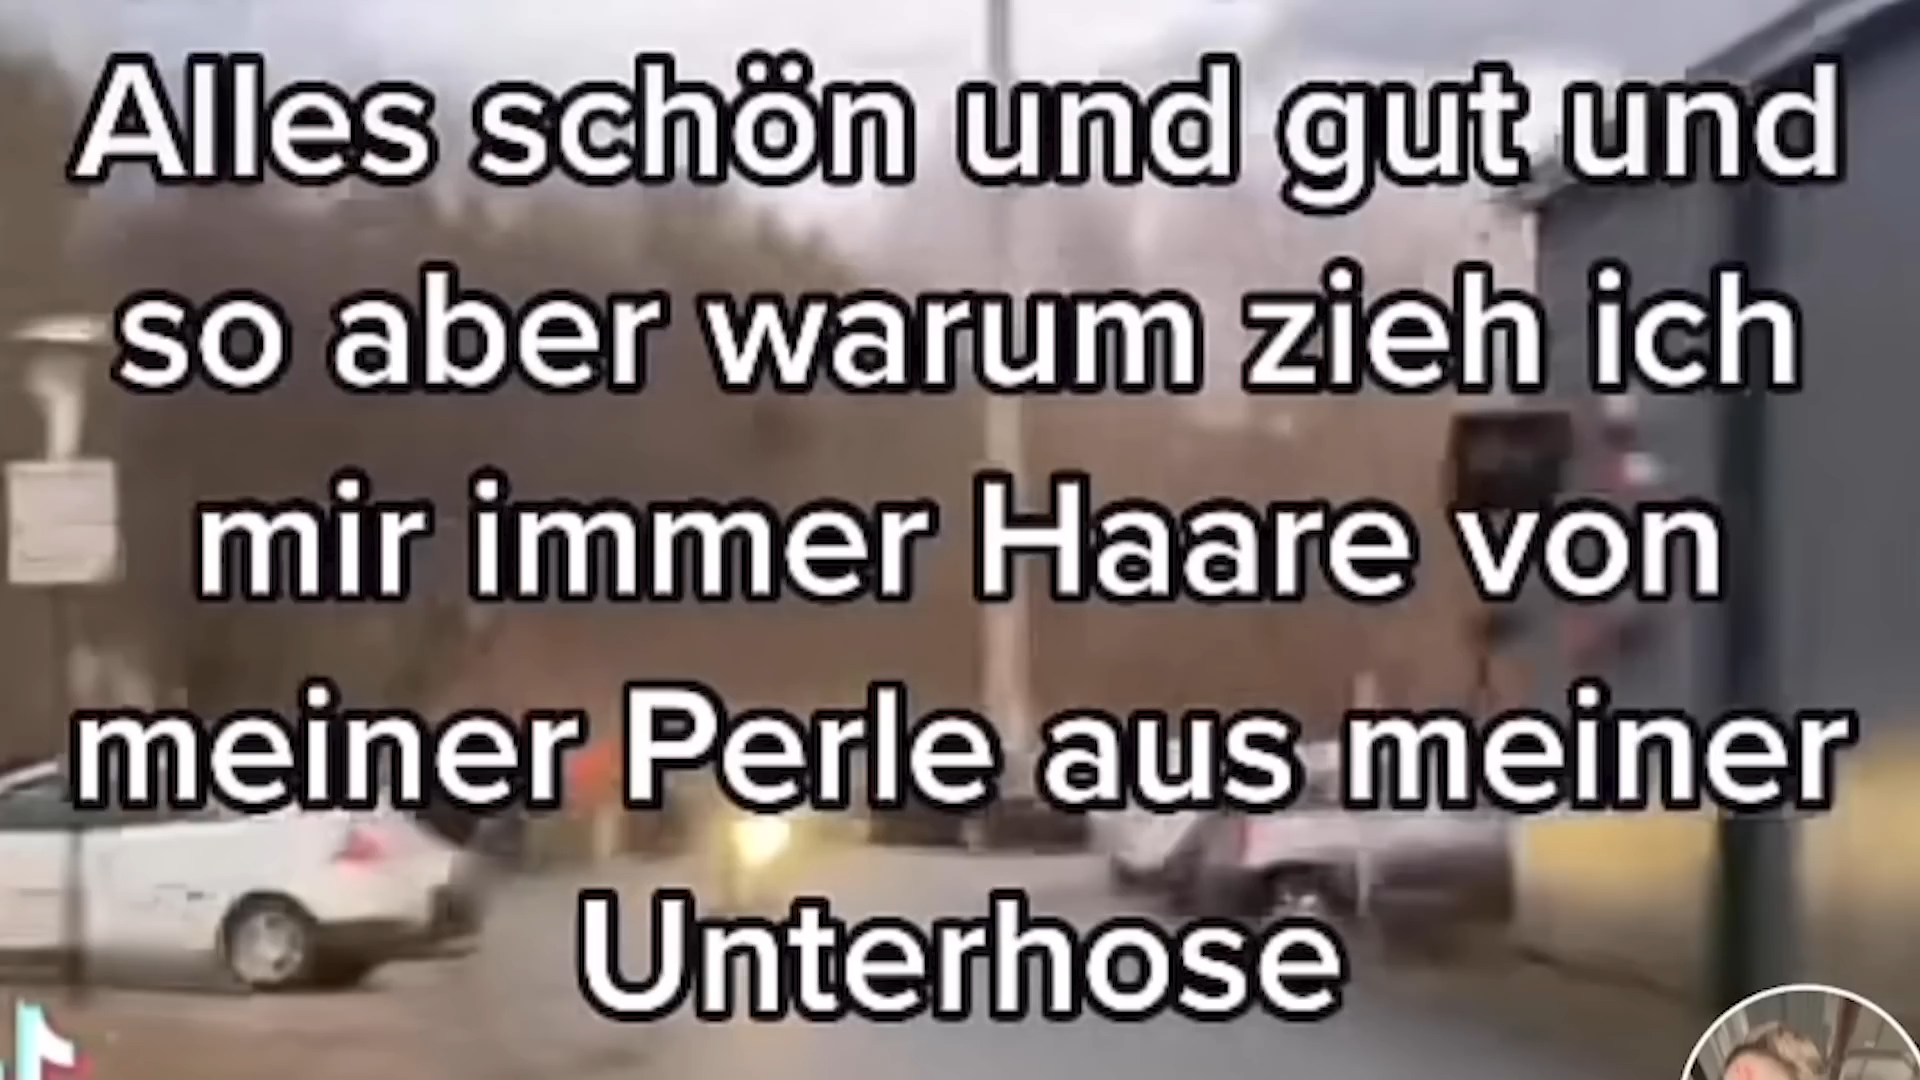 Alles schön und gut und
so aber warum zieh ich
mir immer Haare von
meiner Perle aus meiner
Unterhose